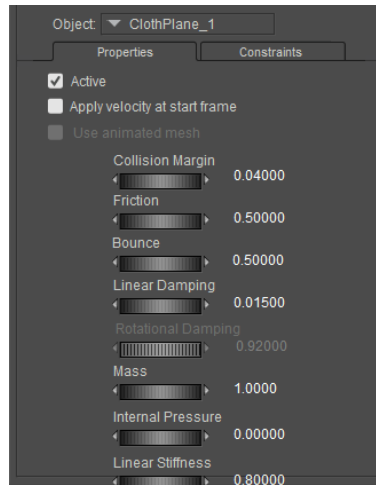 Object: ClothPlane_1
Properties Constraints
Active
Apply velocity at start frame
Use animated mesh
Collision Margin
0.04000
Friction
0.50000
Bounce
0.50000
Linear Damping
0.01500
Rotational Damping
0.92000
Mass
1.0000
Internal Pressure
0.00000
Linear Stiffness
0.80000